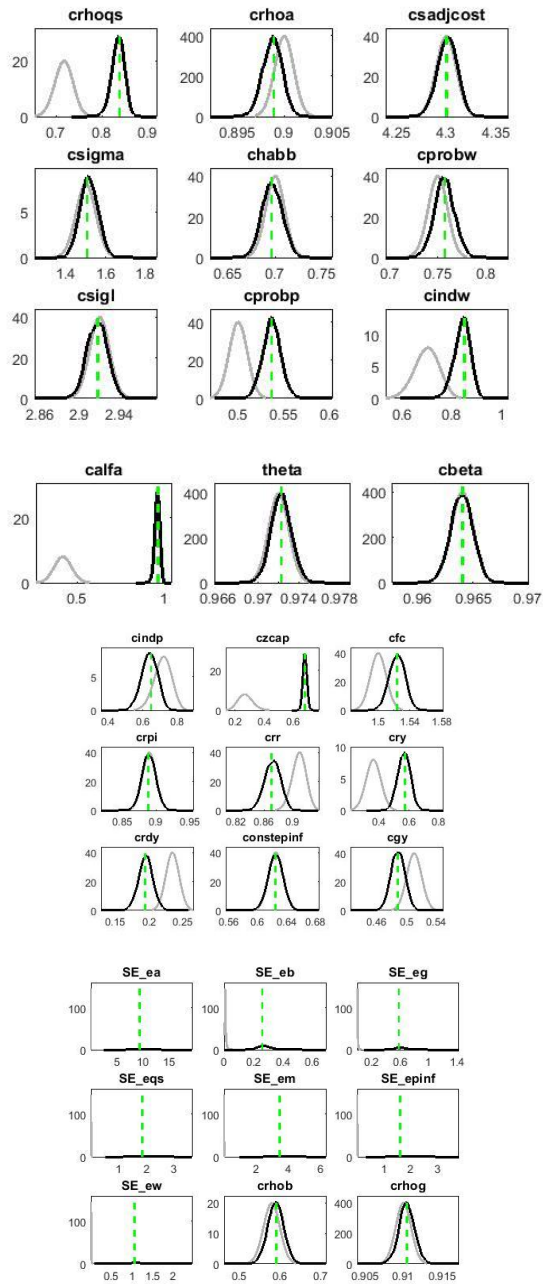 crhoqs crhoa csadjcost
20 0 0.7 0.8 0.9
40 20 0 0.895 0.9 0.905
40 20 0 4.25 4.3 4.35
csigma chabb cprobw
5 0 1.4 1.6 1.8
40 20 0 0.65 0.7 0.75
40 20 0 0.7 0.75 0.8
csigl cprobp cindw
40 20 0 2.86 2.9 2.94
40 20 0 0.5 0.55 0.6
10 5 0 0.6 0.8 1
calfa theta cbeta
20 0 0.5 1
400 200 0 0.966 0.97 0.974 0.978
400 200 0 0.96 0.965 0.97
cindp czcap cfc
5 0 0.4 0.6 0.8
20 0 0.2 0.4 0.6
40 20 0 1.5 1.54 1.58
crpi crr cry
40 20 0 0.85 0.9 0.95
40 20 0 0.82 0.86 0.9
10 5 0 0.4 0.6 0.8
crdy constepinf cgy
40 20 0 0.15 0.2 0.25
40 20 0 0.56 0.6 0.64 0.68
40 20 0 0.46 0.5 0.54
SE_ea SE_eb SE_eg
100 0 5 10 15
100 0 0 0.2 0.4 0.6
100 0 0.2 0.6 1 1.4
SE_eqs SE_em SE_epinf
100 0 1 2 3
100 0 2 4 6
100 0 1 2 3
SE_ew crhob crhog
100 0 0.5 1 1.5 2
20 10 0 0.5 0.6 0.7
400 200 0 0.905 0.91 0.915